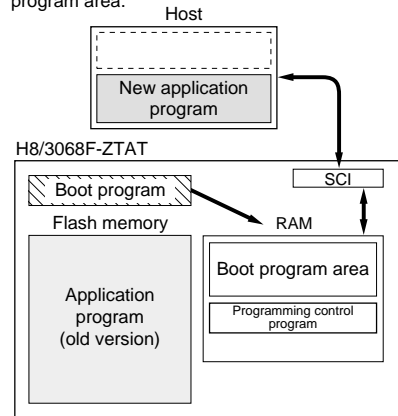 program area.
Host
New application
program
H8/3068F-ZTAT
SCI
Boot program
Flash memory
RAM
Boot program area
Application
program
(old version)
Programming control
program